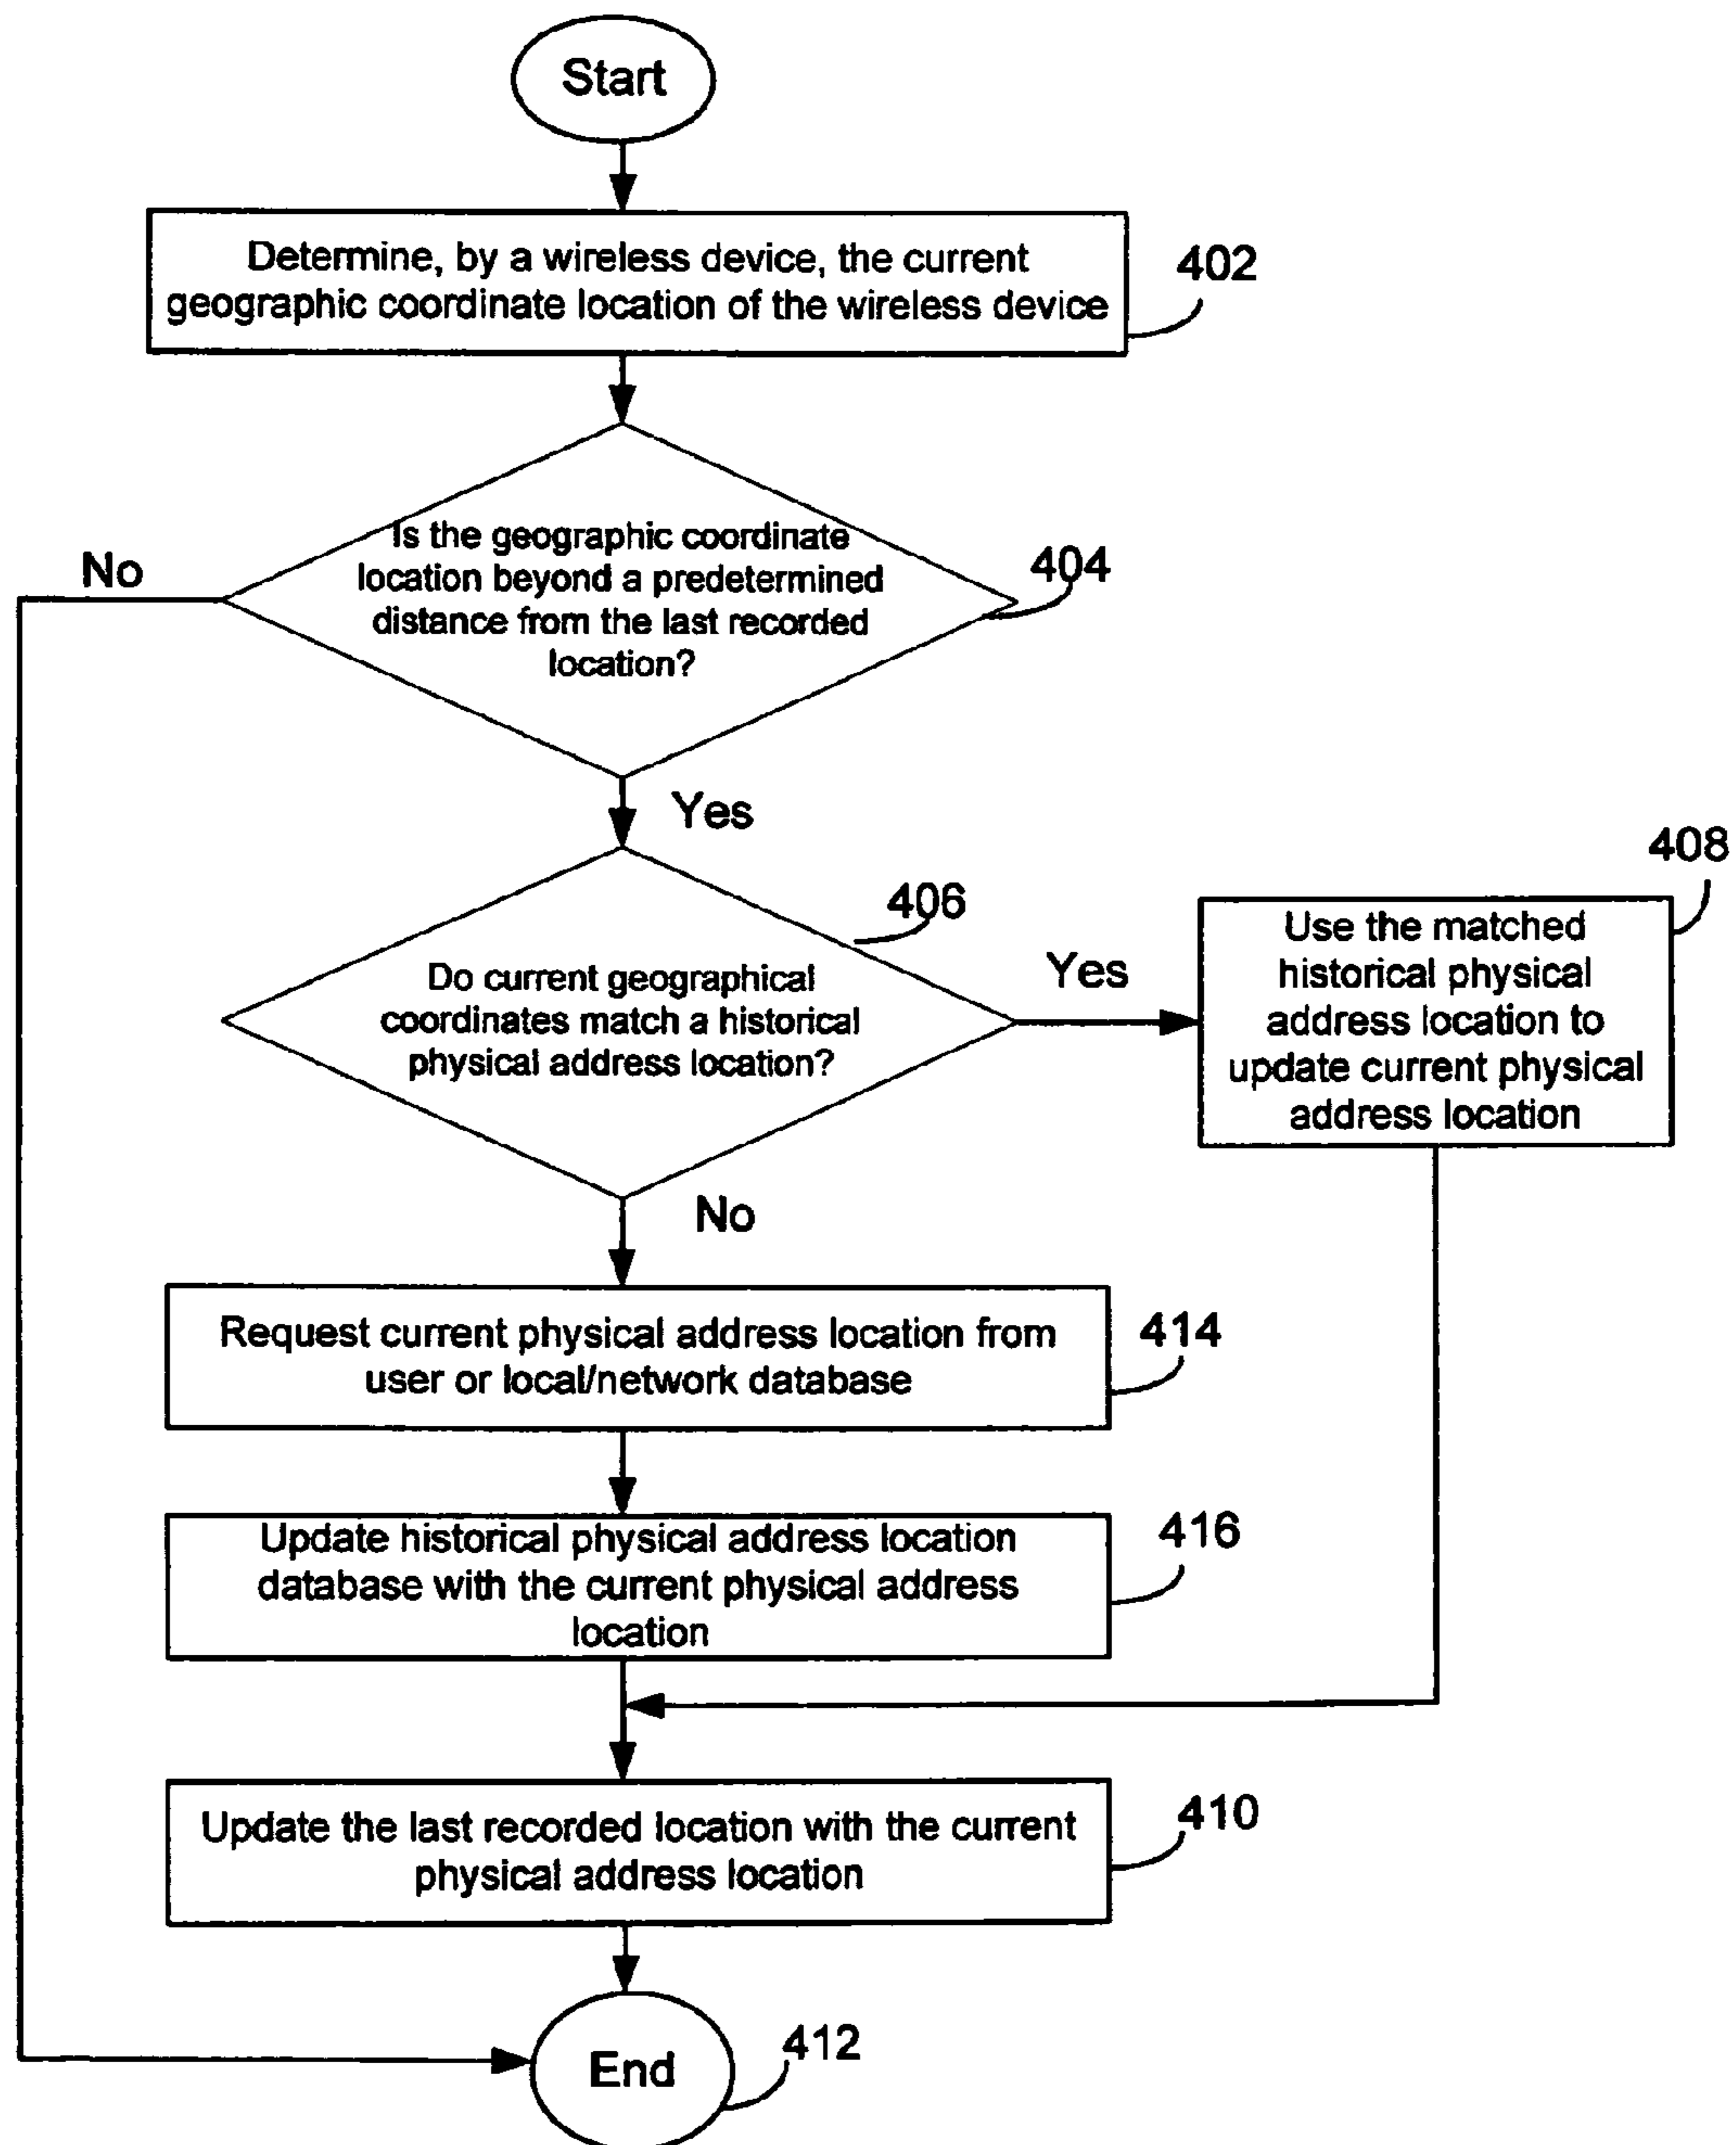 Start
Determine, by a wireless device, the current
geographic coordinate location of the wireless device
402
Is the geographic coordinate
location beyond a predetermined
distance from the last recorded
location?
404
No
Yes
406
Do current geographical
coordinates match a historical
physical address location?
Yes
408
Use the matched
historical physical
address location to
update current physical
address location
No
Request current physical address location from
user or local/network database
414
Update historical physical address location
database with the current physical address
location
416
Update the last recorded location with the current
physical address location
410
End
412